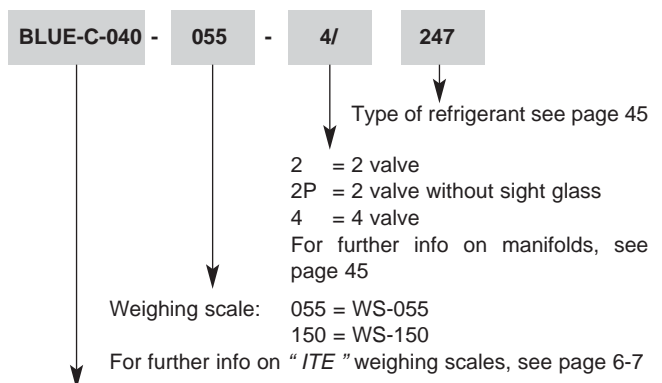 BLUE-C-040 - 055 - 4/ 247
Type of refrigerant see page 45
2 = 2 valve
2P = 2 valve without sight glass
4 = 4 valve
For further info on manifolds, see
page 45
Weighing scale: 055 = WS-055
150 = WS-150
For further info on " ITE " weighing scales, see page 6-7